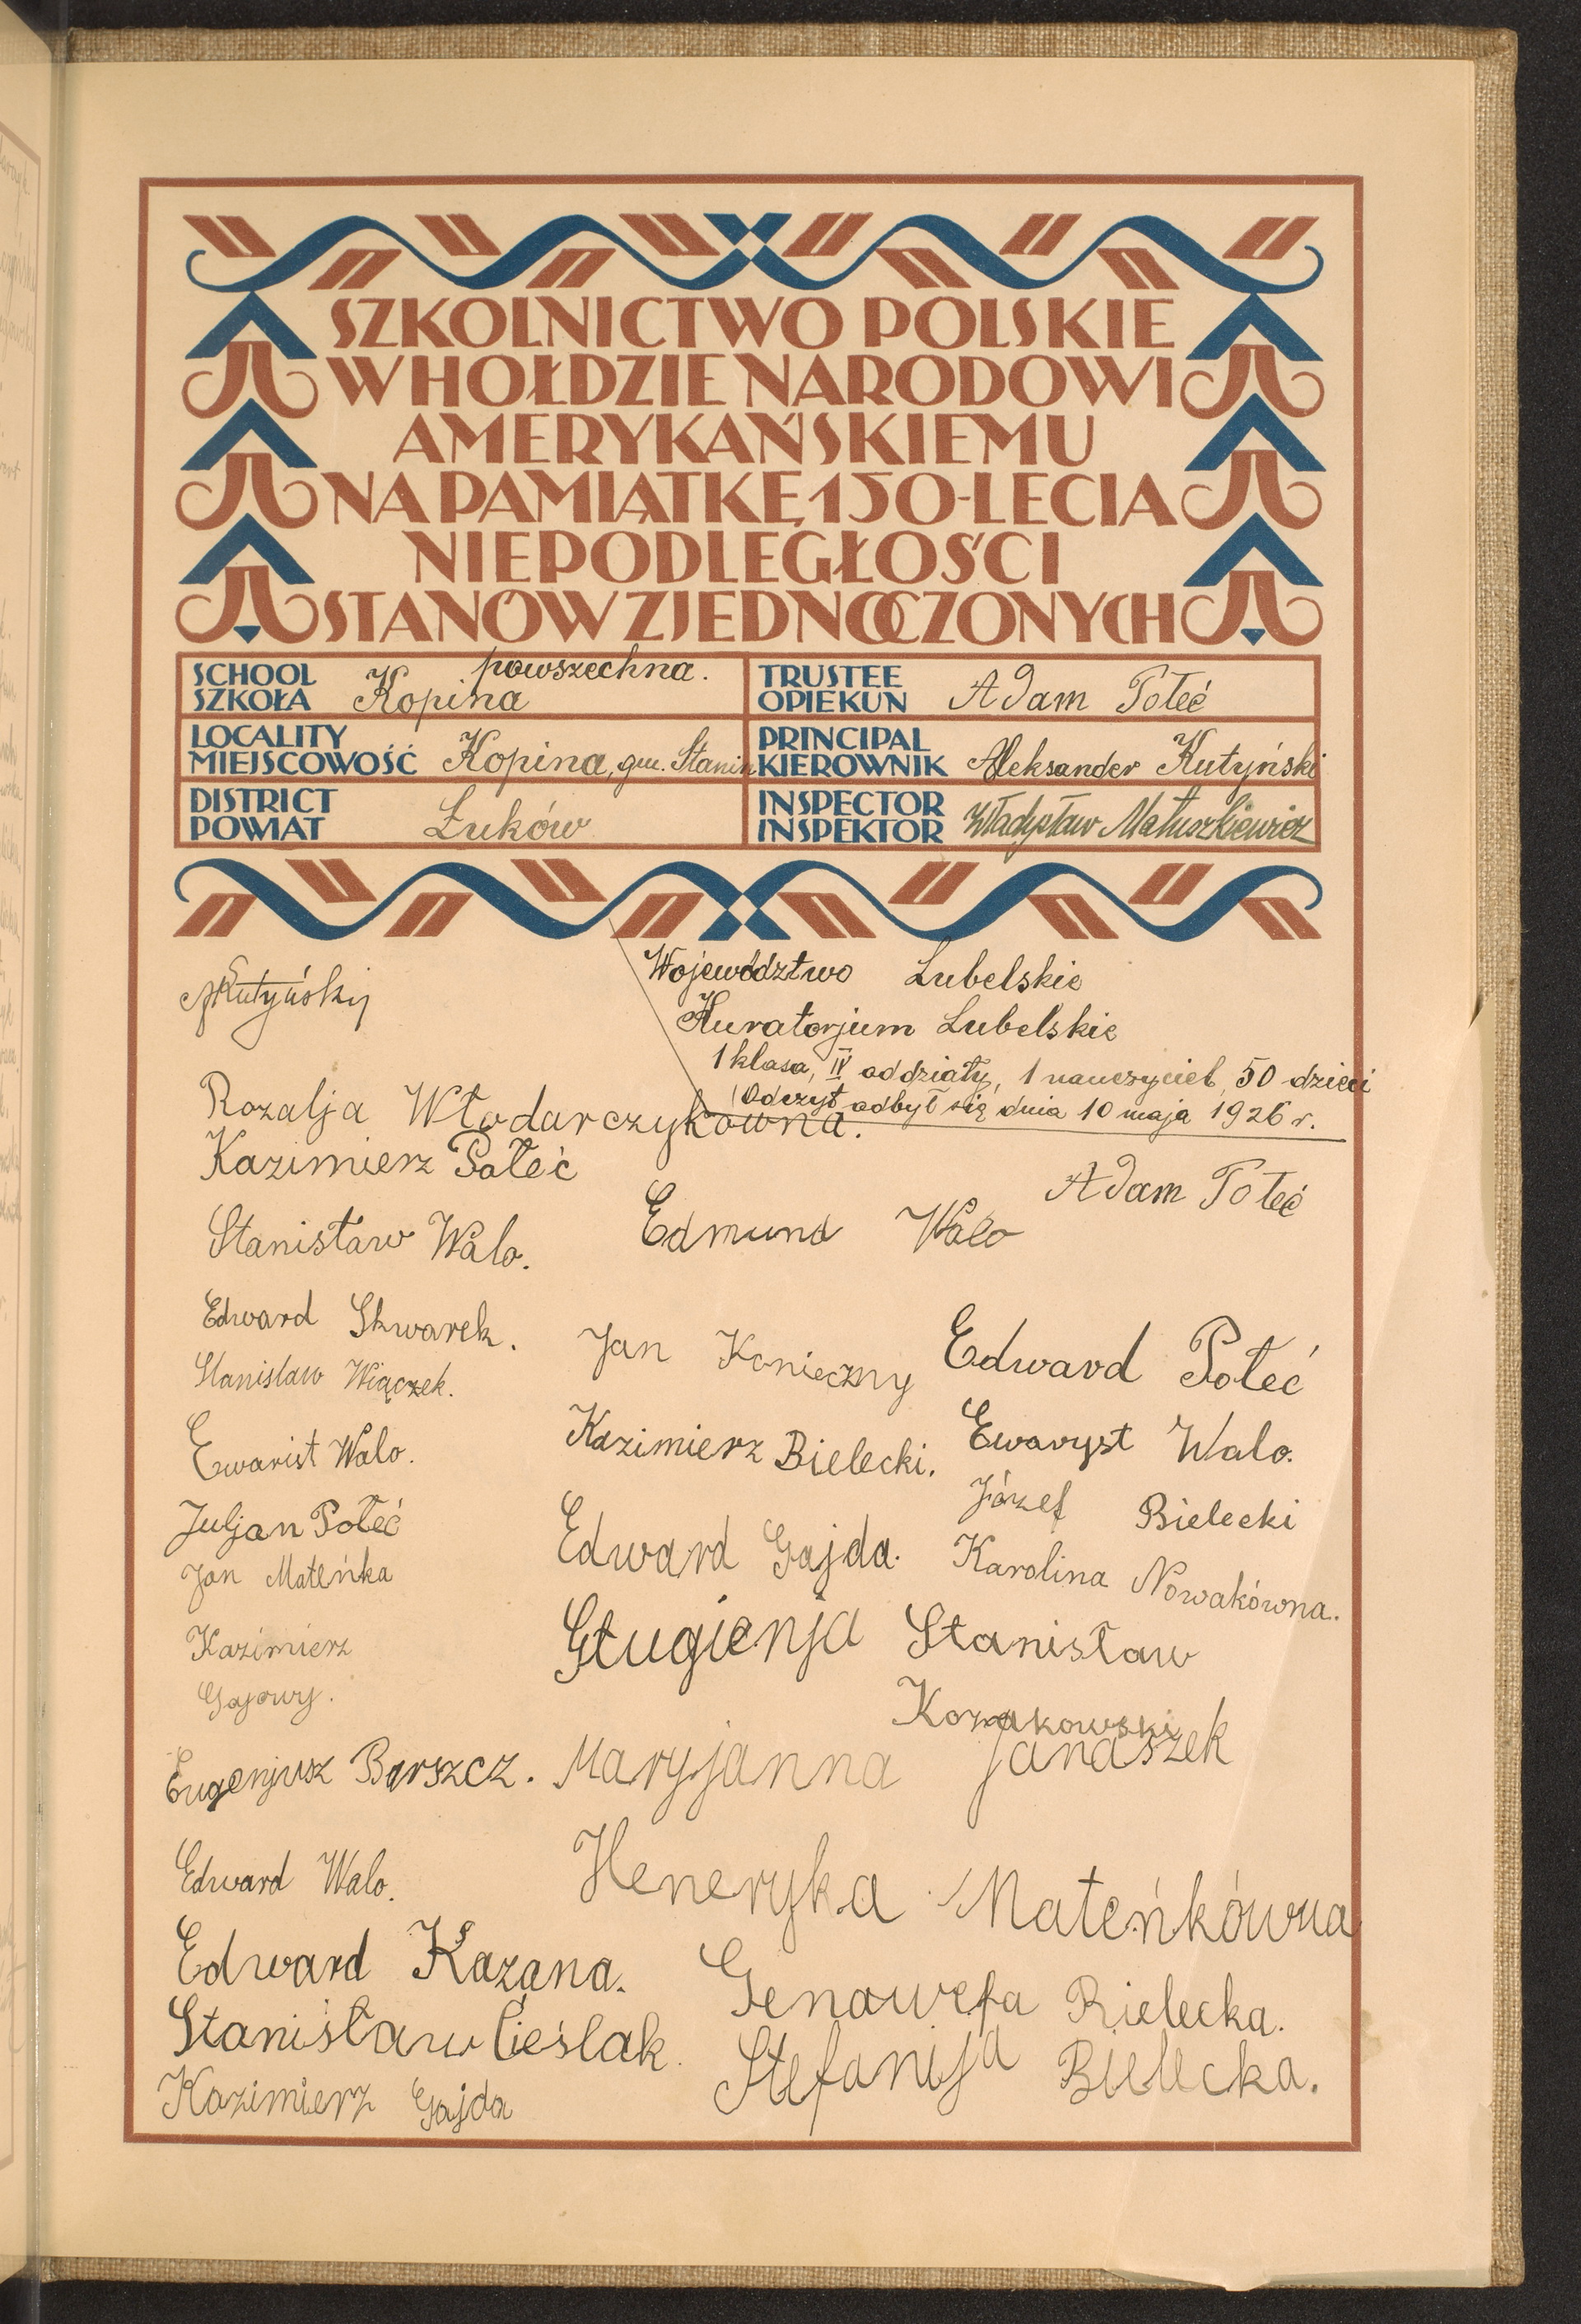 SZKOLNICTWO POLSKIE
W HOŁDZIE NARODOWI
AMERYKAŃSKIEMU
NA PAMIĄTKĘ 150-LECIA
NIEPODLEGŁOŚCI
STANÓW ZJEDNOCZONYCH
SCHOOL
SZKOŁA
powszechna.
Kopina
TRUSTEE
OPIEKUN
Adam Połeć
LOCALITY
MIEJSCOWOŚĆ
Kopina, gm. Stanin
PRINCIPAL
KIEROWNIK
Aleksander Kutyński
DISTRICT
POWIAT
Łuków
INSPECTOR
INSPEKTOR
Władysław Matuszkiewicz
AKutyński
Województwo Lubelskie
Kuratorjum Lubelskie
1 klasa, IV oddziały, 1 nauczyciel, 50 dzieci
Odczyt odbył się dnia 10 maja 1926 r.
Rozalja Włodarczykówna.
Kazimierz Połeć
Adam Połeć
Stanisław Walo.
Edmund Walo
Edward Skwarek.
Jan Konieczny
Edward Połeć
Stanislaw Wiączek.
Ewarist Walo.
Kazimierz Bielecki.
Ewaryst Walo.
Juljan Połeć
Józef Bielecki
Jan Mateńka
Edward Gajda.
Karolina Nowakówna.
Kazimierz
Gajowy.
Stanisław
Kozakowski
Eugenjusz Barszcz.
Maryjanna Janaszek
Edward Walo.
Heneryka Mateńkówna
Edward Kazana.
Genowefa Bielecka.
Stanisław Cieślak.
Stefanija Bielecka.
Kazimierz Gajda